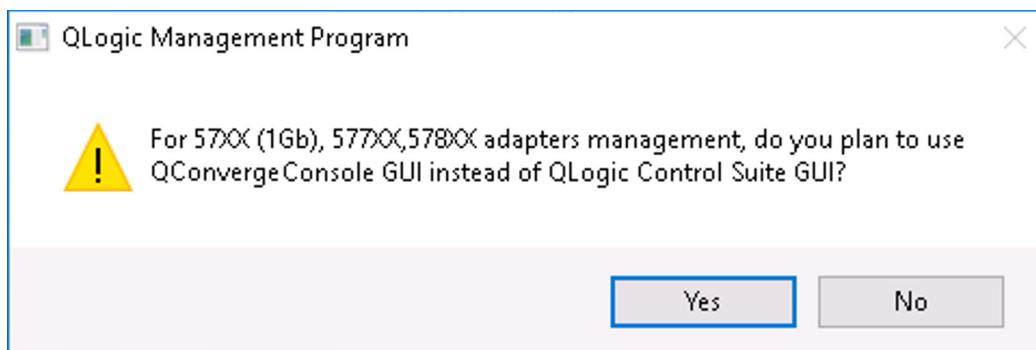 QLogic Management Program
For 57XX (1Gb), 577XX,578XX adapters management, do you plan to use
QConvergeConsole GUI instead of QLogic Control Suite GUI?
Yes No